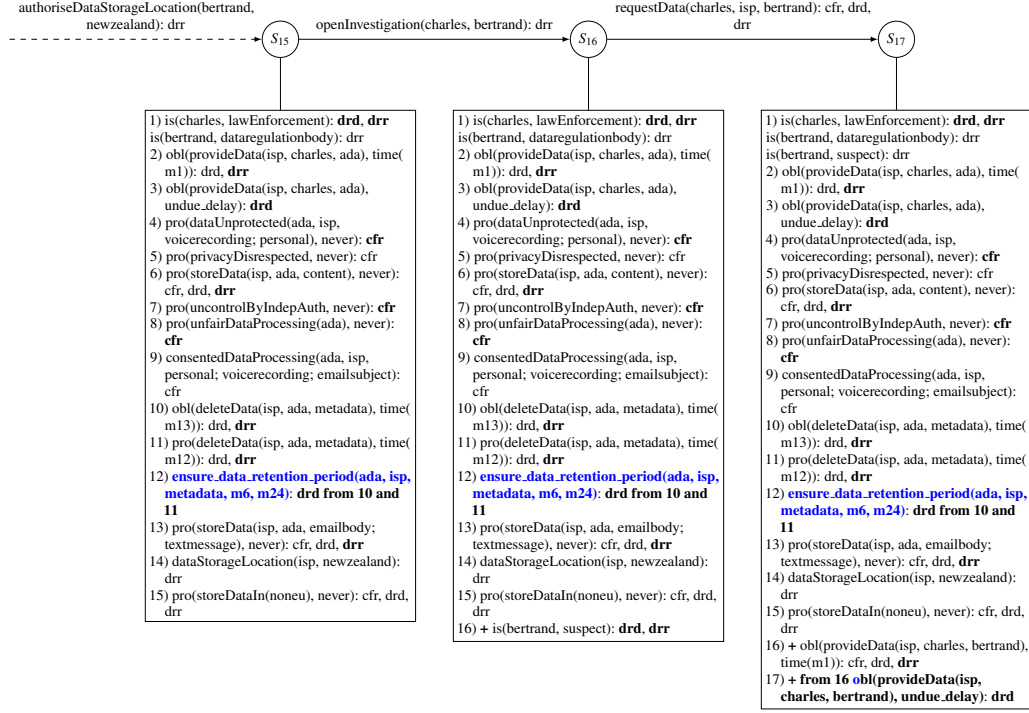 authoriseDataStorageLocation(bertrand,
newzealand): drr
openInvestigation(charles, bertrand): drr
requestData(charles, isp, bertrand): cfr, drd,
drr
S15
S16
S17
1) is(charles, lawEnforcement): drd, drr
is(bertrand, dataregulationbody): drr
2) obl(provideData(isp, charles, ada), time(
m1)): drd, drr
3) obl(provideData(isp, charles, ada),
undue_delay): drd
4) pro(dataUnprotected(ada, isp,
voicerecording; personal), never): cfr
5) pro(privacyDisrespected, never): cfr
6) pro(storeData(isp, ada, content), never):
cfr, drd, drr
7) pro(uncontrolByIndepAuth, never): cfr
8) pro(unfairDataProcessing(ada), never):
cfr
9) consentedDataProcessing(ada, isp,
personal; voicerecording; emailsubject):
cfr
10) obl(deleteData(isp, ada, metadata), time(
m13)): drd, drr
11) pro(deleteData(isp, ada, metadata), time(
m12)): drd, drr
12) ensure_data_retention_period(ada, isp,
metadata, m6, m24): drd from 10 and
11
13) pro(storeData(isp, ada, emailbody;
textmessage), never): cfr, drd, drr
14) dataStorageLocation(isp, newzealand):
drr
15) pro(storeDataIn(noneu), never): cfr, drd,
drr
1) is(charles, lawEnforcement): drd, drr
is(bertrand, dataregulationbody): drr
2) obl(provideData(isp, charles, ada), time(
m1)): drd, drr
3) obl(provideData(isp, charles, ada),
undue_delay): drd
4) pro(dataUnprotected(ada, isp,
voicerecording; personal), never): cfr
5) pro(privacyDisrespected, never): cfr
6) pro(storeData(isp, ada, content), never):
cfr, drd, drr
7) pro(uncontrolByIndepAuth, never): cfr
8) pro(unfairDataProcessing(ada), never):
cfr
9) consentedDataProcessing(ada, isp,
personal; voicerecording; emailsubject):
cfr
10) obl(deleteData(isp, ada, metadata), time(
m13)): drd, drr
11) pro(deleteData(isp, ada, metadata), time(
m12)): drd, drr
12) ensure_data_retention_period(ada, isp,
metadata, m6, m24): drd from 10 and
11
13) pro(storeData(isp, ada, emailbody;
textmessage), never): cfr, drd, drr
14) dataStorageLocation(isp, newzealand):
drr
15) pro(storeDataIn(noneu), never): cfr, drd,
drr
16) + is(bertrand, suspect): drd, drr
1) is(charles, lawEnforcement): drd, drr
is(bertrand, dataregulationbody): drr
is(bertrand, suspect): drr
2) obl(provideData(isp, charles, ada), time(
m1)): drd, drr
3) obl(provideData(isp, charles, ada),
undue_delay): drd
4) pro(dataUnprotected(ada, isp,
voicerecording; personal), never): cfr
5) pro(privacyDisrespected, never): cfr
6) pro(storeData(isp, ada, content), never):
cfr, drd, drr
7) pro(uncontrolByIndepAuth, never): cfr
8) pro(unfairDataProcessing(ada), never):
cfr
9) consentedDataProcessing(ada, isp,
personal; voicerecording; emailsubject):
cfr
10) obl(deleteData(isp, ada, metadata), time(
m13)): drd, drr
11) pro(deleteData(isp, ada, metadata), time(
m12)): drd, drr
12) ensure_data_retention_period(ada, isp,
metadata, m6, m24): drd from 10 and
11
13) pro(storeData(isp, ada, emailbody;
textmessage), never): cfr, drd, drr
14) dataStorageLocation(isp, newzealand):
drr
15) pro(storeDataIn(noneu), never): cfr, drd,
drr
16) + obl(provideData(isp, charles, bertrand),
time(m1)): cfr, drd, drr
17) + from 16 obl(provideData(isp,
charles, bertrand), undue_delay): drd